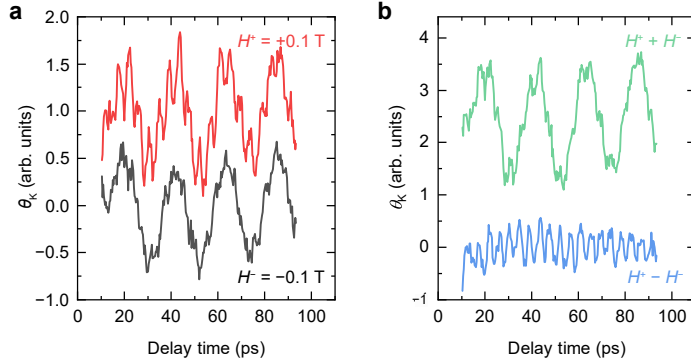 a
H⁺ = +0.1 T
H⁻ = −0.1 T
θ_K (arb. units)
2.0
1.5
1.0
0.5
0.0
−0.5
−1.0
0
20
40
60
80
100
Delay time (ps)
b
H⁺ + H⁻
H⁺ − H⁻
θ_K (arb. units)
4
3
2
1
0
-1
0
20
40
60
80
100
Delay time (ps)